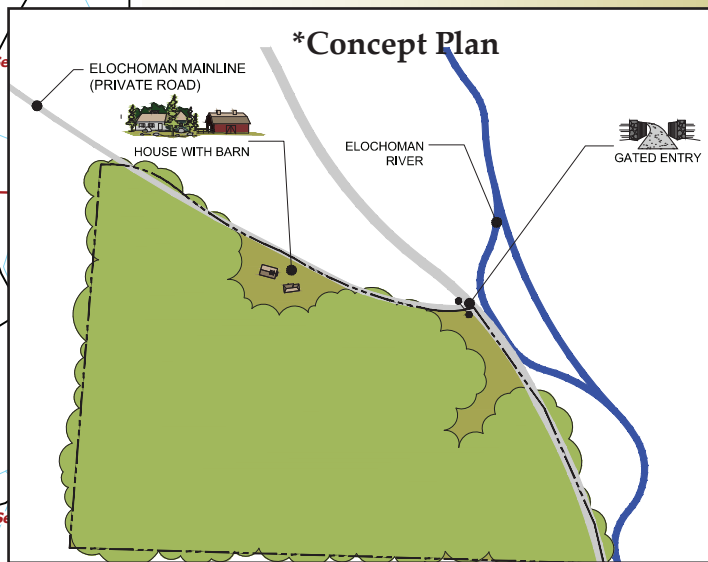 *Concept Plan
ELOCHOMAN MAINLINE
(PRIVATE ROAD)
HOUSE WITH BARN
ELOCHOMAN
RIVER
GATED ENTRY